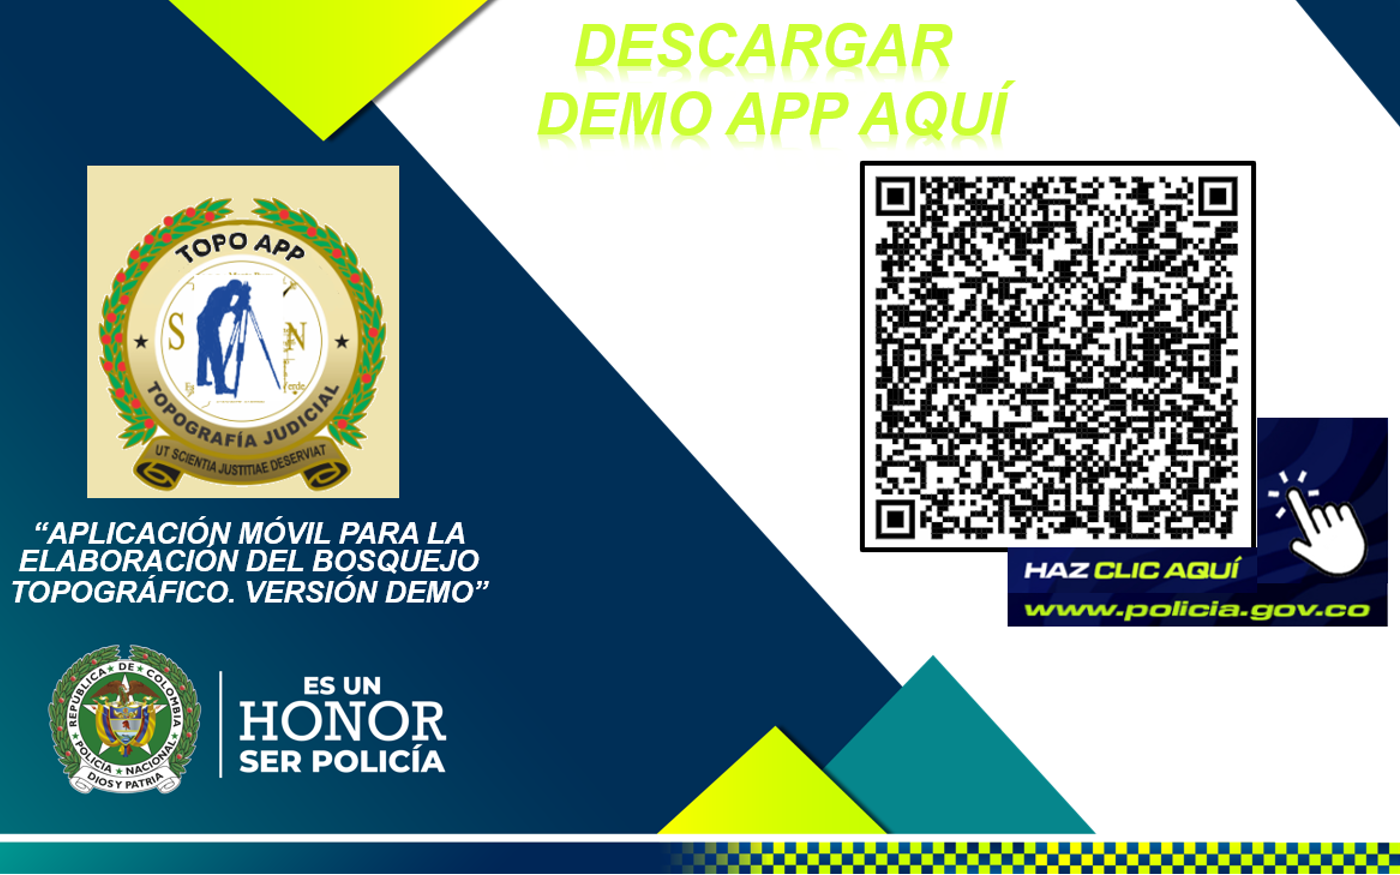 DESCARGAR
DEMO APP AQUÍ
TOPO APP
S
N
TOPOGRAFÍA JUDICIAL
UT SCIENTIA JUSTITIAE DESERVIAT
“APLICACIÓN MÓVIL PARA LA
ELABORACIÓN DEL BOSQUEJO
TOPOGRÁFICO. VERSIÓN DEMO”
HAZ CLIC AQUÍ
www.policia.gov.co
REPÚBLICA DE COLOMBIA
POLICÍA NACIONAL
DIOS Y PATRIA
ES UN
HONOR
SER POLICÍA